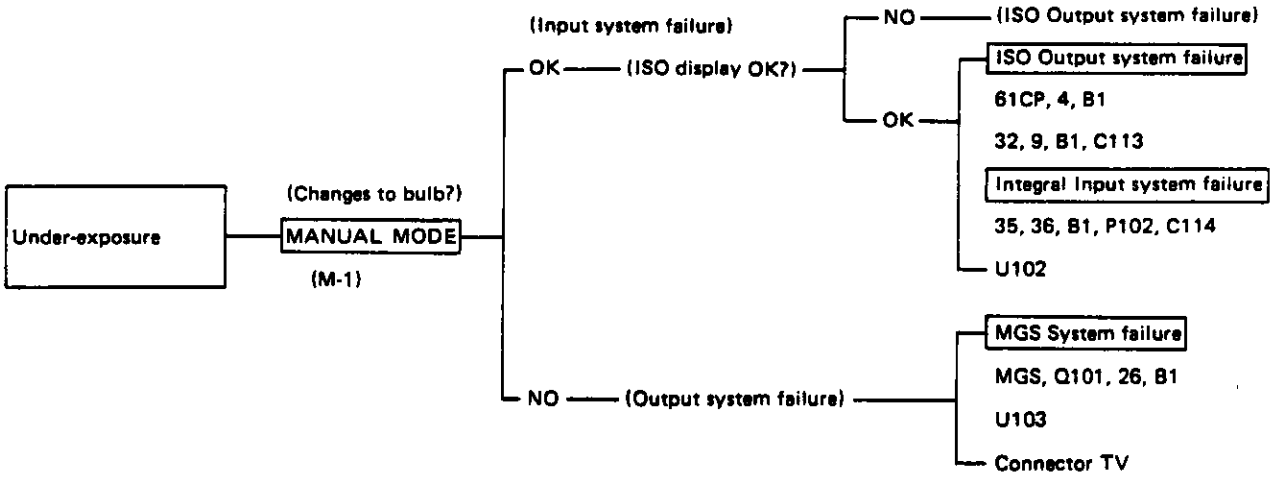 Under-exposure
(Changes to bulb?)
MANUAL MODE
(M-1)
(Input system failure)
OK
(ISO display OK?)
NO
(ISO Output system failure)
OK
ISO Output system failure
61CP, 4, B1
32, 9, B1, C113
Integral Input system failure
35, 36, B1, P102, C114
U102
NO
(Output system failure)
MGS System failure
MGS, Q101, 26, B1
U103
Connector TV